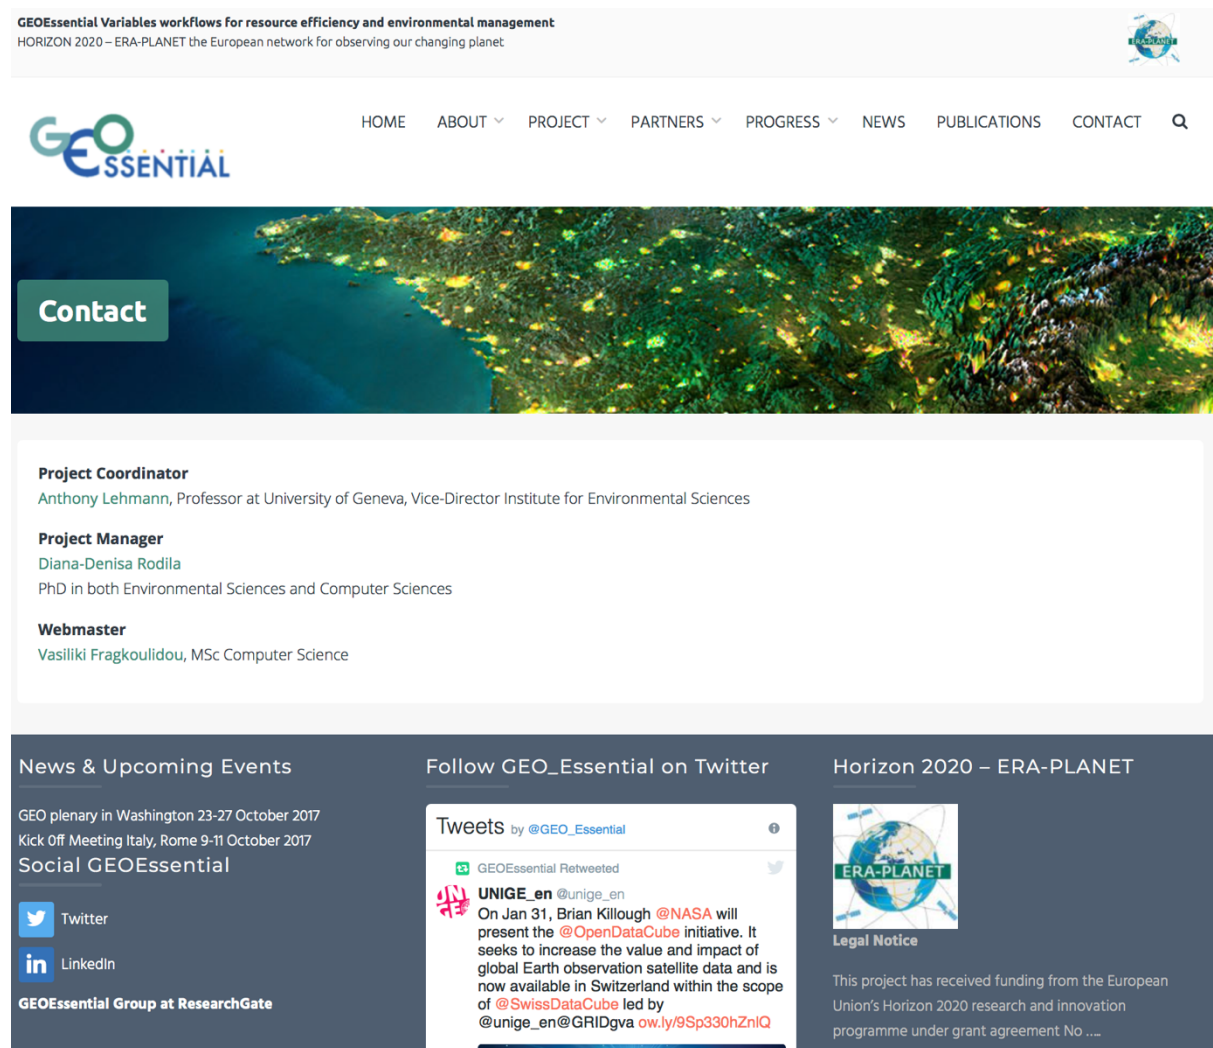 GEOEssential Variables workflows for resource efficiency and environmental management
HORIZON 2020 – ERA-PLANET the European network for observing our changing planet
ERA-PLANET
GEO ESSENTIAL
HOME ABOUT PROJECT PARTNERS PROGRESS NEWS PUBLICATIONS CONTACT
Contact
Project Coordinator
Anthony Lehmann, Professor at University of Geneva, Vice-Director Institute for Environmental Sciences
Project Manager
Diana-Denisa Rodila
PhD in both Environmental Sciences and Computer Sciences
Webmaster
Vasiliki Fragkoulidou, MSc Computer Science
News & Upcoming Events
GEO plenary in Washington 23-27 October 2017
Kick Off Meeting Italy, Rome 9-11 October 2017
Social GEOEssential
Twitter
in LinkedIn
GEOEssential Group at ResearchGate
Follow GEO_Essential on Twitter
Tweets by @GEO_Essential
GEOEssential Retweeted
UNIGE_en @unige_en
On Jan 31, Brian Killough @NASA will
present the @OpenDataCube initiative. It
seeks to increase the value and impact of
global Earth observation satellite data and is
now available in Switzerland within the scope
of @SwissDataCube led by
@unige_en@GRIDgva ow.ly/9Sp330hZnlQ
Horizon 2020 – ERA-PLANET
ERA-PLANET
Legal Notice
This project has received funding from the European
Union's Horizon 2020 research and innovation
programme under grant agreement No ....